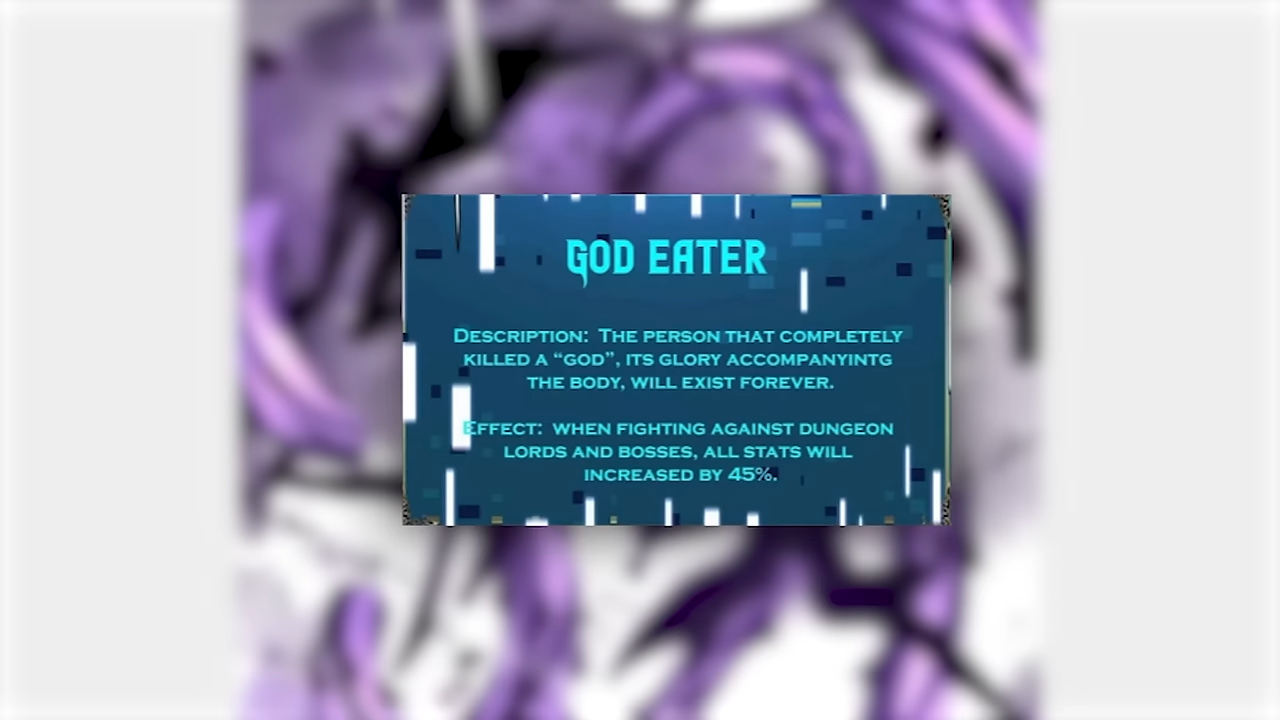 GOD EATER
DESCRIPTION: THE PERSON THAT COMPLETELY
KILLED A “GOD”, ITS GLORY ACCOMPANYINTG
THE BODY, WILL EXIST FOREVER.
EFFECT: WHEN FIGHTING AGAINST DUNGEON
LORDS AND BOSSES, ALL STATS WILL
INCREASED BY 45%.